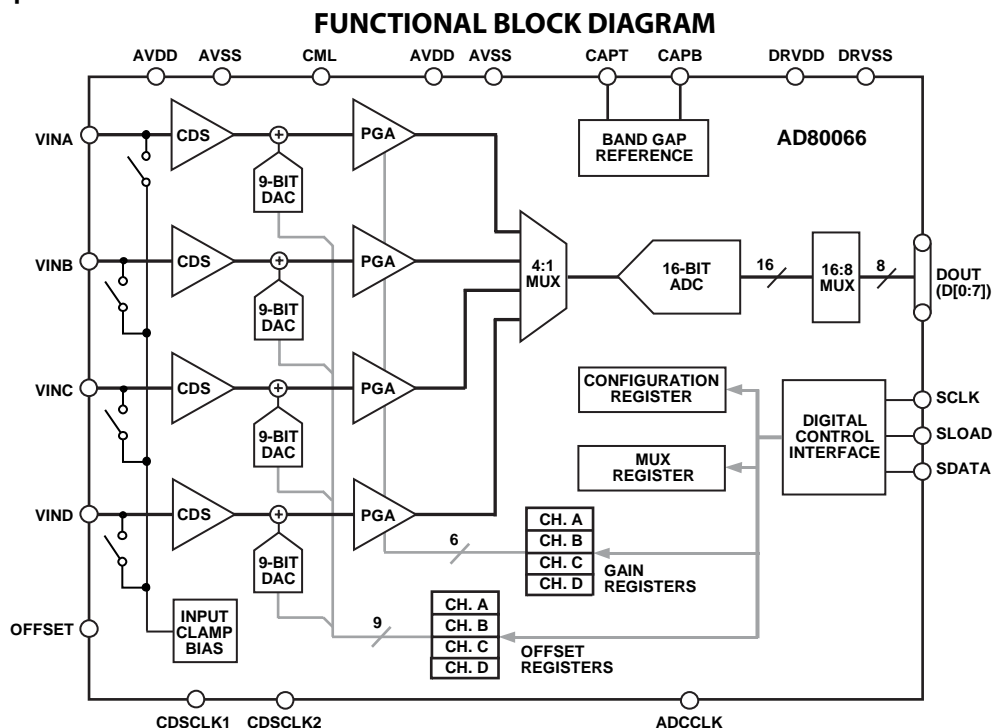 FUNCTIONAL BLOCK DIAGRAM
AVDD AVSS CML AVDD AVSS CAPT CAPB DRVDD DRVSS
AD80066
BAND GAP
REFERENCE
VINA
CDS
+
PGA
9-BIT
DAC
VINB
CDS
+
PGA
9-BIT
DAC
4:1
MUX
16-BIT
ADC
16
16:8
MUX
8
DOUT
(D[0:7])
VINC
CDS
+
PGA
9-BIT
DAC
CONFIGURATION
REGISTER
MUX
REGISTER
DIGITAL
CONTROL
INTERFACE
SCLK
SLOAD
SDATA
VIND
CDS
+
PGA
9-BIT
DAC
6
CH. A
CH. B
CH. C
CH. D
GAIN
REGISTERS
OFFSET
INPUT
CLAMP
BIAS
9
CH. A
CH. B
CH. C
CH. D
OFFSET
REGISTERS
CDSCLK1 CDSCLK2 ADCCLK